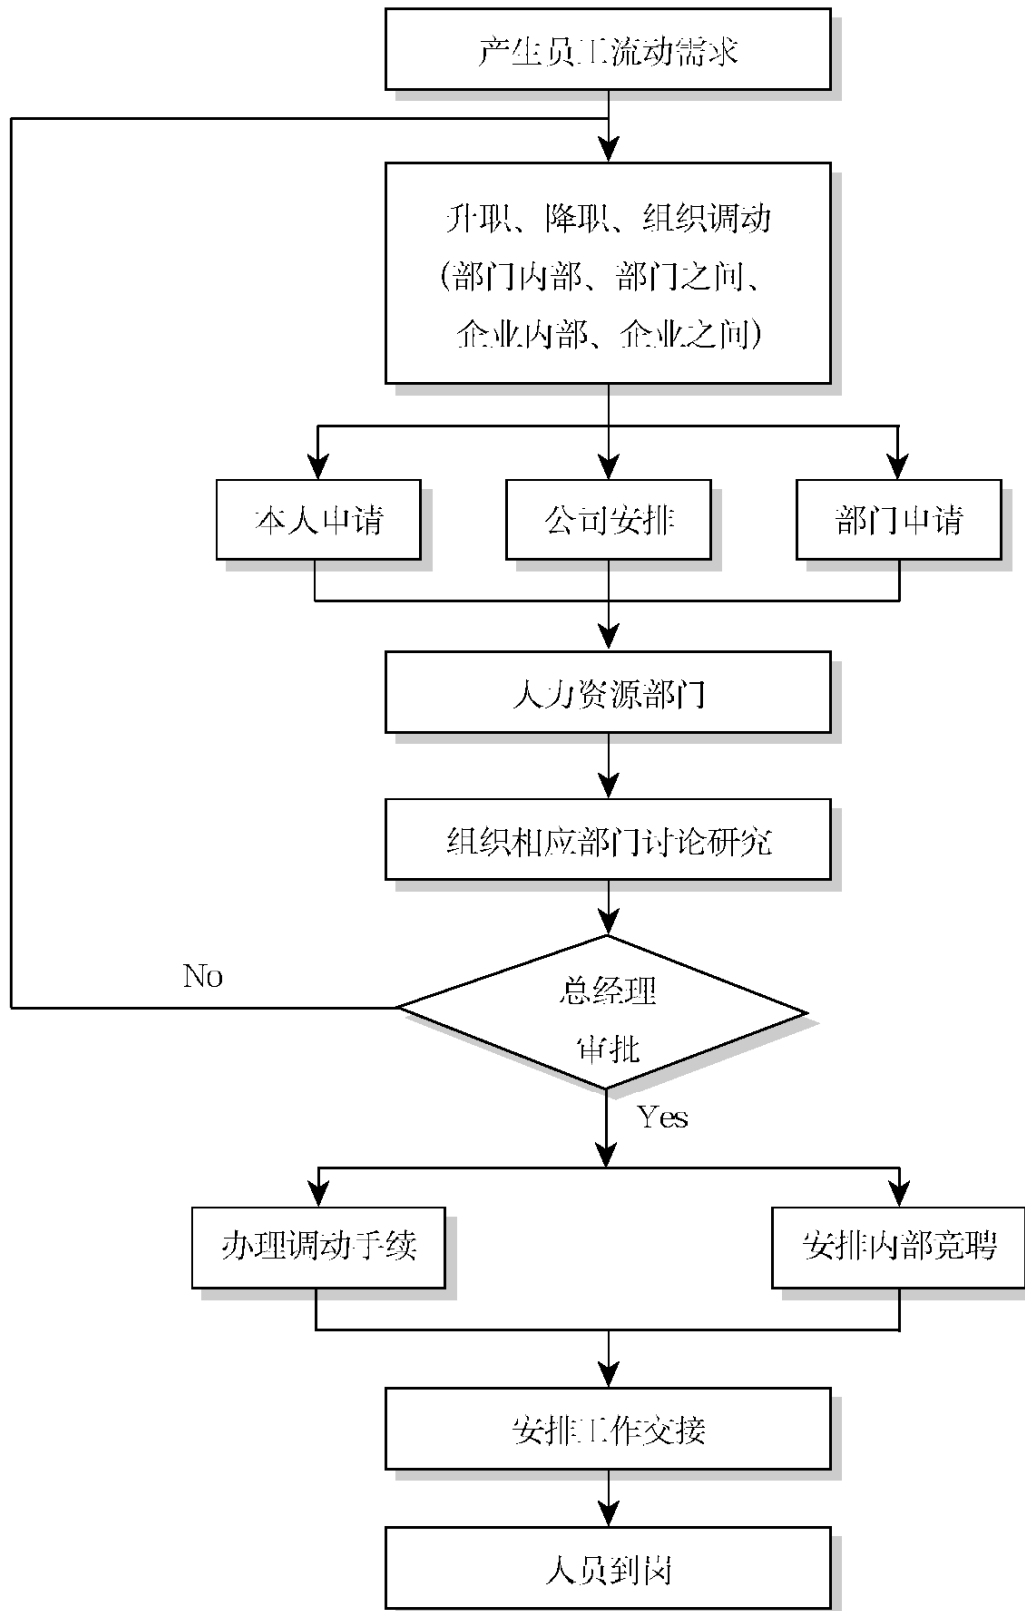 产生员工流动需求
升职、降职、组织调动
(部门内部、部门之间、
企业内部、企业之间)
本人申请
公司安排
部门申请
人力资源部门
组织相应部门讨论研究
No
总经理
审批
Yes
办理调动手续
安排内部竞聘
安排工作交接
人员到岗